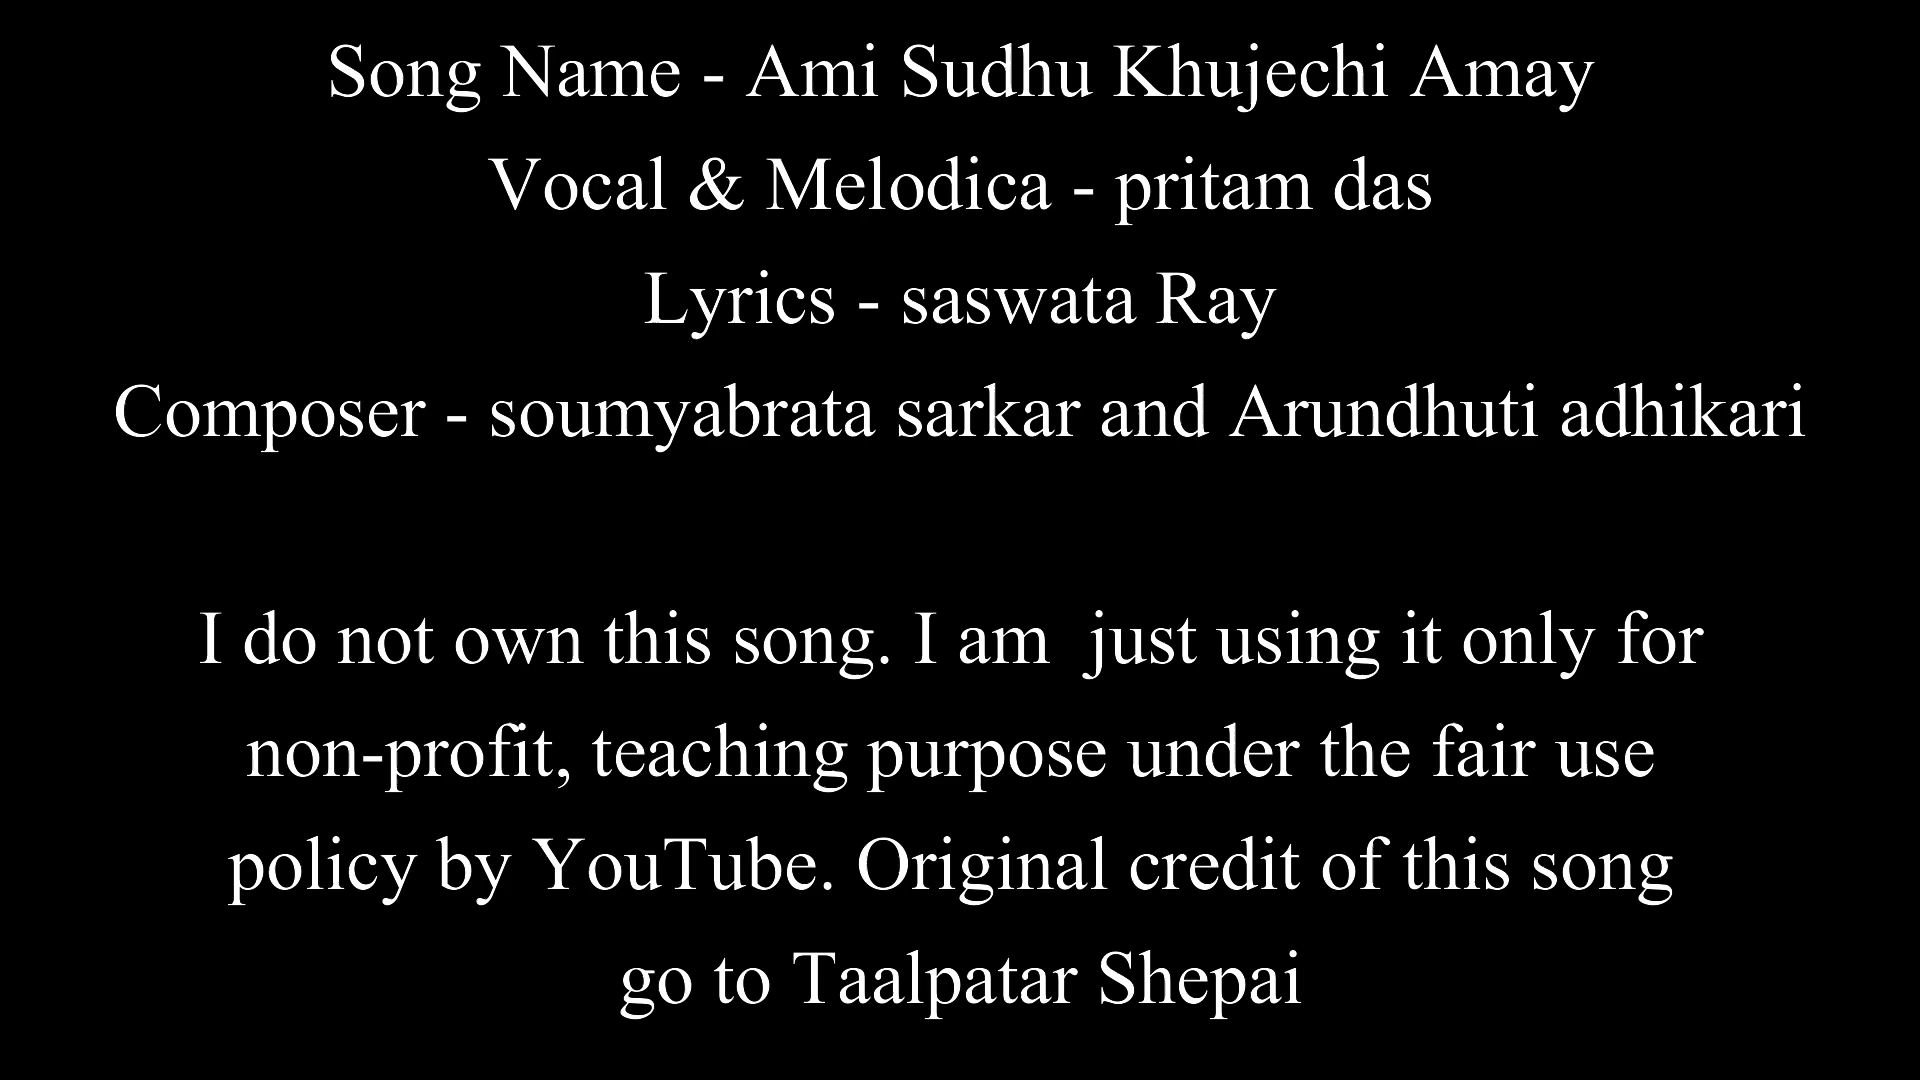 Song Name - Ami Sudhu Khujechi Amay
Vocal & Melodica - pritam das
Lyrics - saswata Ray
Composer - soumyabrata sarkar and Arundhuti adhikari
I do not own this song. I am  just using it only for
non-profit, teaching purpose under the fair use
policy by YouTube. Original credit of this song
go to Taalpatar Shepai